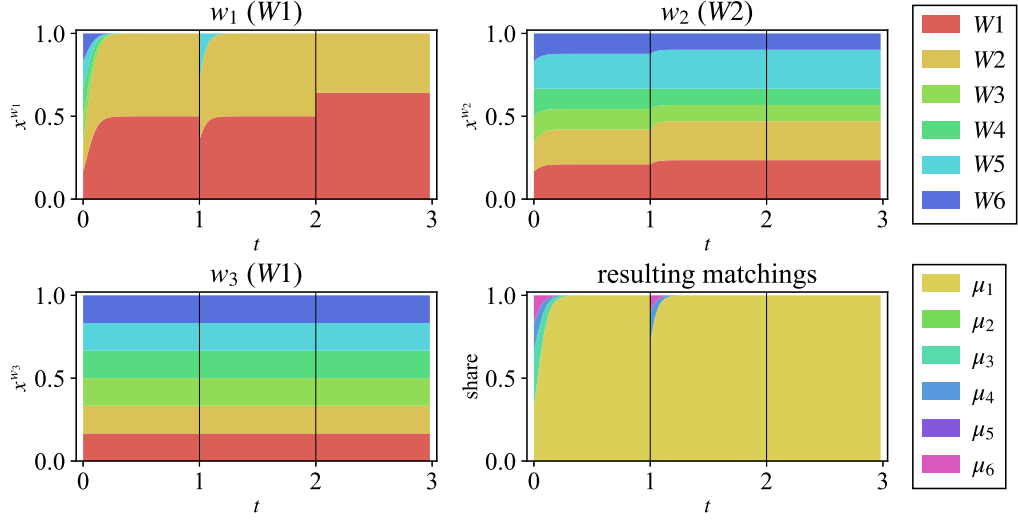 w₁ (W1)
1.0
0.5
0.0
x^{w₁}
0 1 2 3
t
w₂ (W2)
1.0
0.5
0.0
x^{w₂}
0 1 2 3
t
W1
W2
W3
W4
W5
W6
w₃ (W1)
1.0
0.5
0.0
x^{w₃}
0 1 2 3
t
resulting matchings
1.0
0.5
0.0
share
0 1 2 3
t
μ₁
μ₂
μ₃
μ₄
μ₅
μ₆